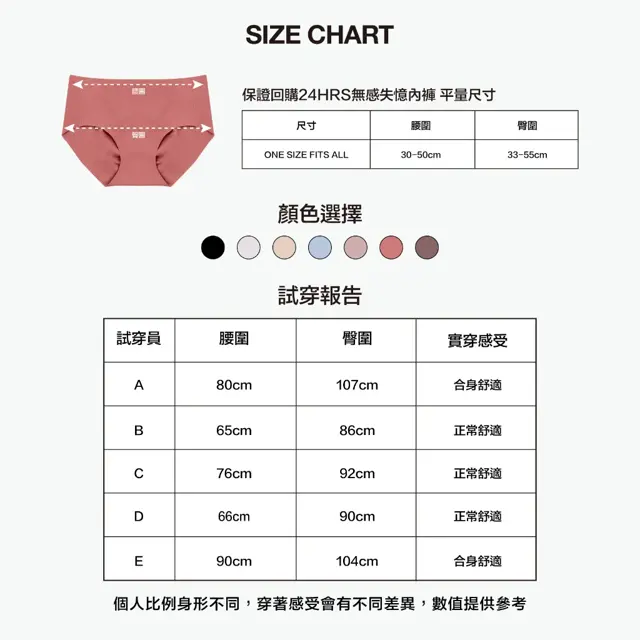 SIZE CHART
腰圍
臀圍
保證回購24HRS無感失憶內褲 平量尺寸
尺寸 腰圍 臀圍
ONE SIZE FITS ALL 30-50cm 33-55cm
顏色選擇
試穿報告
試穿員 腰圍 臀圍 實穿感受
A 80cm 107cm 合身舒適
B 65cm 86cm 正常舒適
C 76cm 92cm 正常舒適
D 66cm 90cm 正常舒適
E 90cm 104cm 合身舒適
個人比例身形不同，穿著感受會有不同差異，數值提供參考